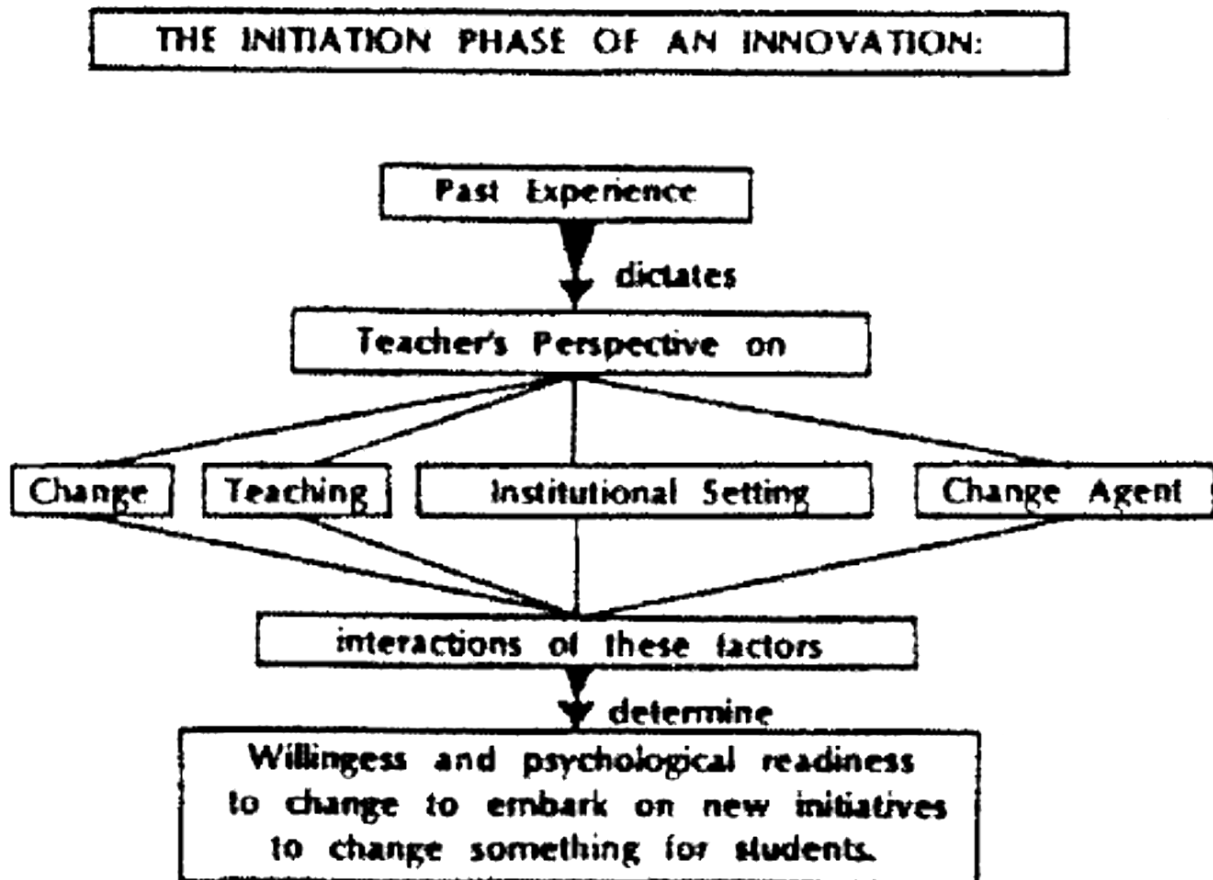 THE INITIATION PHASE OF AN INNOVATION:
Past Experience
dictates
Teacher's Perspective on
Change
Teaching
Institutional Setting
Change Agent
interactions of these factors
determine
Willingess and psychological readiness
to change to embark on new initiatives
to change something for students.